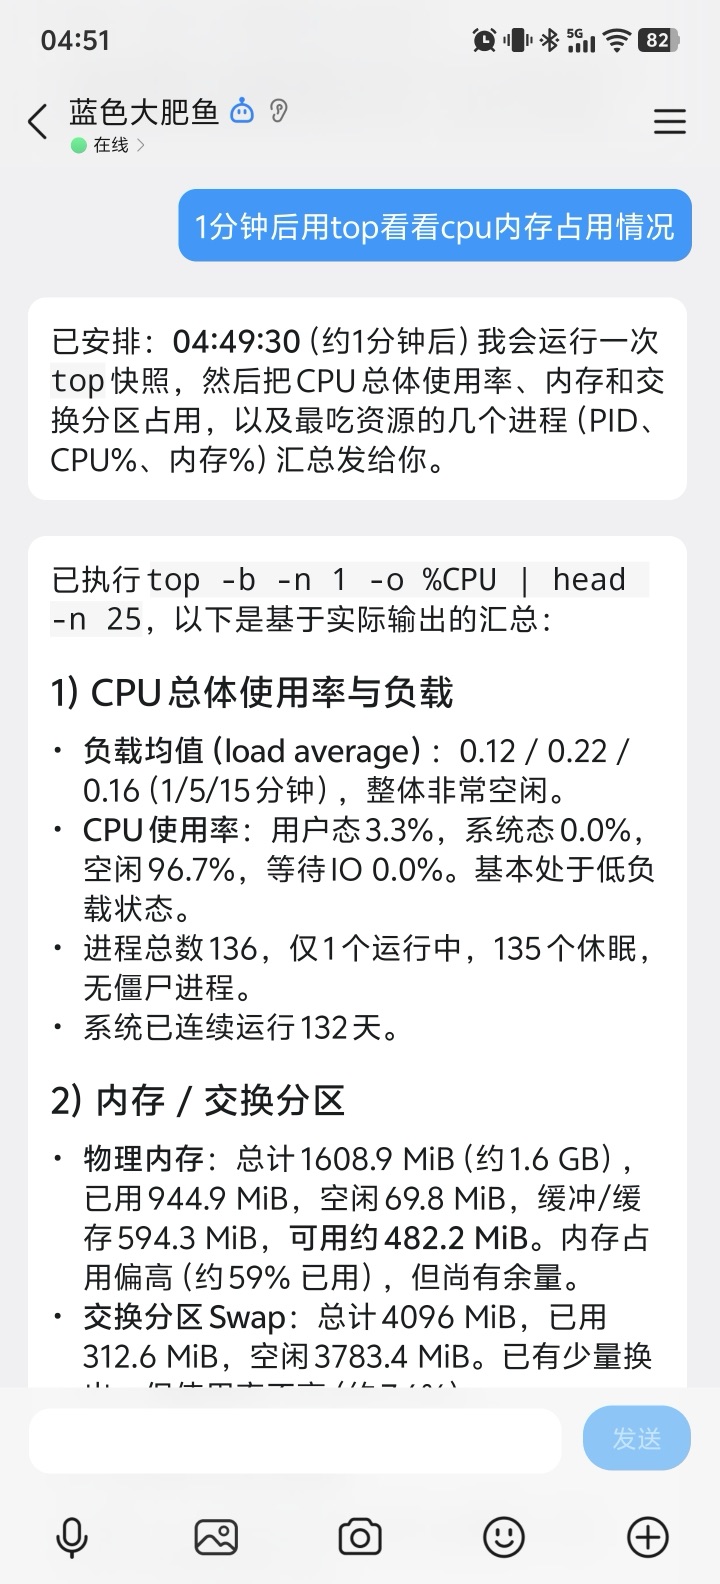 04:51
5G
82
蓝色大肥鱼
在线
1分钟后用top看看cpu内存占用情况
已安排：04:49:30（约1分钟后）我会运行一次
top快照，然后把CPU总体使用率、内存和交
换分区占用，以及最吃资源的几个进程（PID、
CPU%、内存%）汇总发给你。
已执行top -b -n 1 -o %CPU | head
-n 25，以下是基于实际输出的汇总：
1) CPU总体使用率与负载
• 负载均值（load average）：0.12 / 0.22 /
0.16（1/5/15分钟），整体非常空闲。
• CPU使用率：用户态3.3%，系统态0.0%，
空闲96.7%，等待IO 0.0%。基本处于低负
载状态。
• 进程总数136，仅1个运行中，135个休眠，
无僵尸进程。
• 系统已连续运行132天。
2) 内存 / 交换分区
• 物理内存：总计1608.9 MiB（约1.6 GB），
已用944.9 MiB，空闲69.8 MiB，缓冲/缓
存594.3 MiB，可用约482.2 MiB。内存占
用偏高（约59% 已用），但尚有余量。
• 交换分区Swap：总计4096 MiB，已用
312.6 MiB，空闲3783.4 MiB。已有少量换
发送